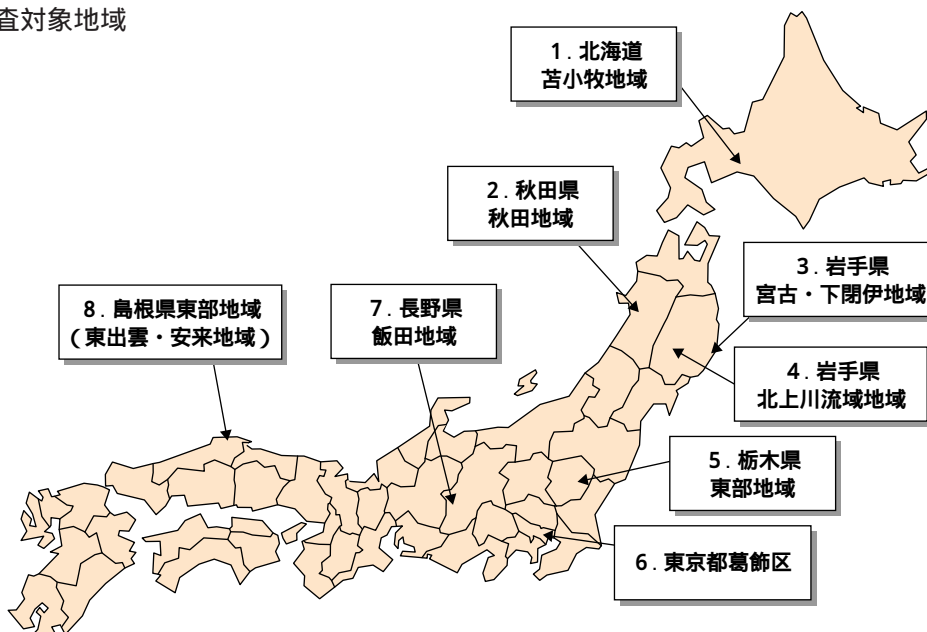 査対象地域
1．北海道
苫小牧地域
2．秋田県
秋田地域
3．岩手県
宮古・下閉伊地域
4．岩手県
北上川流域地域
5．栃木県
東部地域
6．東京都葛飾区
7．長野県
飯田地域
8．島根県東部地域
（東出雲・安来地域）